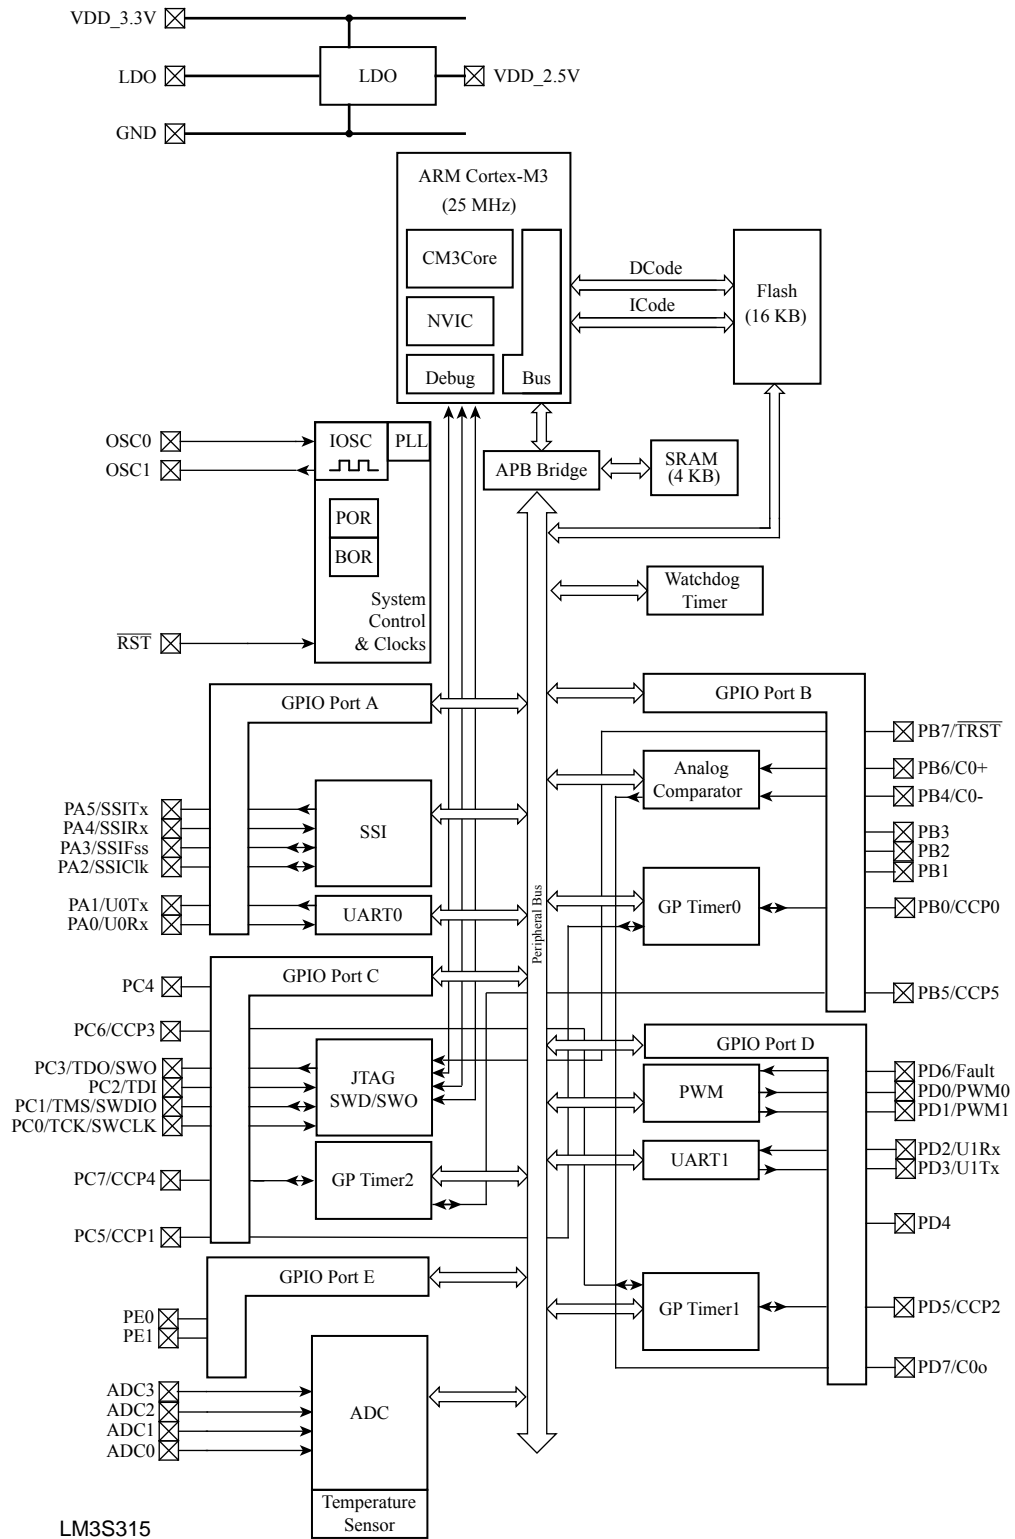 VDD_3.3V
LDO
LDO
VDD_2.5V
GND
ARM Cortex-M3
(25 MHz)
CM3Core
NVIC
Debug
Bus
DCode
ICode
Flash
(16 KB)
OSC0
OSC1
IOSC
PLL
POR
BOR
System
Control
& Clocks
RST
APB Bridge
SRAM
(4 KB)
Watchdog
Timer
Peripheral Bus
GPIO Port A
PA5/SSITx
PA4/SSIRx
PA3/SSIFss
PA2/SSIClk
SSI
PA1/U0Tx
PA0/U0Rx
UART0
GPIO Port B
PB7/TRST
Analog
Comparator
PB6/C0+
PB4/C0-
PB3
PB2
PB1
GP Timer0
PB0/CCP0
PB5/CCP5
GPIO Port C
PC4
PC6/CCP3
PC3/TDO/SWO
PC2/TDI
PC1/TMS/SWDIO
PC0/TCK/SWCLK
JTAG
SWD/SWO
PC7/CCP4
GP Timer2
PC5/CCP1
GPIO Port D
PWM
PD6/Fault
PD0/PWM0
PD1/PWM1
UART1
PD2/U1Rx
PD3/U1Tx
PD4
GP Timer1
PD5/CCP2
PD7/C0o
GPIO Port E
PE0
PE1
ADC3
ADC2
ADC1
ADC0
ADC
Temperature
Sensor
LM3S315